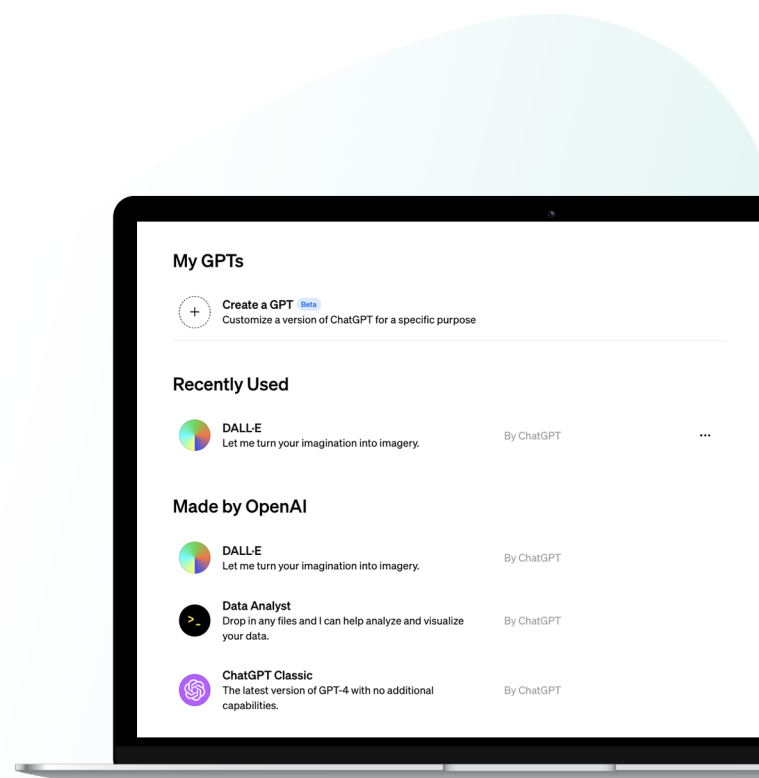 My GPTs
+
Create a GPT Beta
Customize a version of ChatGPT for a specific purpose
Recently Used
DALL·E
Let me turn your imagination into imagery.
By ChatGPT
...
Made by OpenAI
DALL·E
Let me turn your imagination into imagery.
By ChatGPT
>_
Data Analyst
Drop in any files and I can help analyze and visualize
your data.
By ChatGPT
ChatGPT Classic
The latest version of GPT-4 with no additional
capabilities.
By ChatGPT